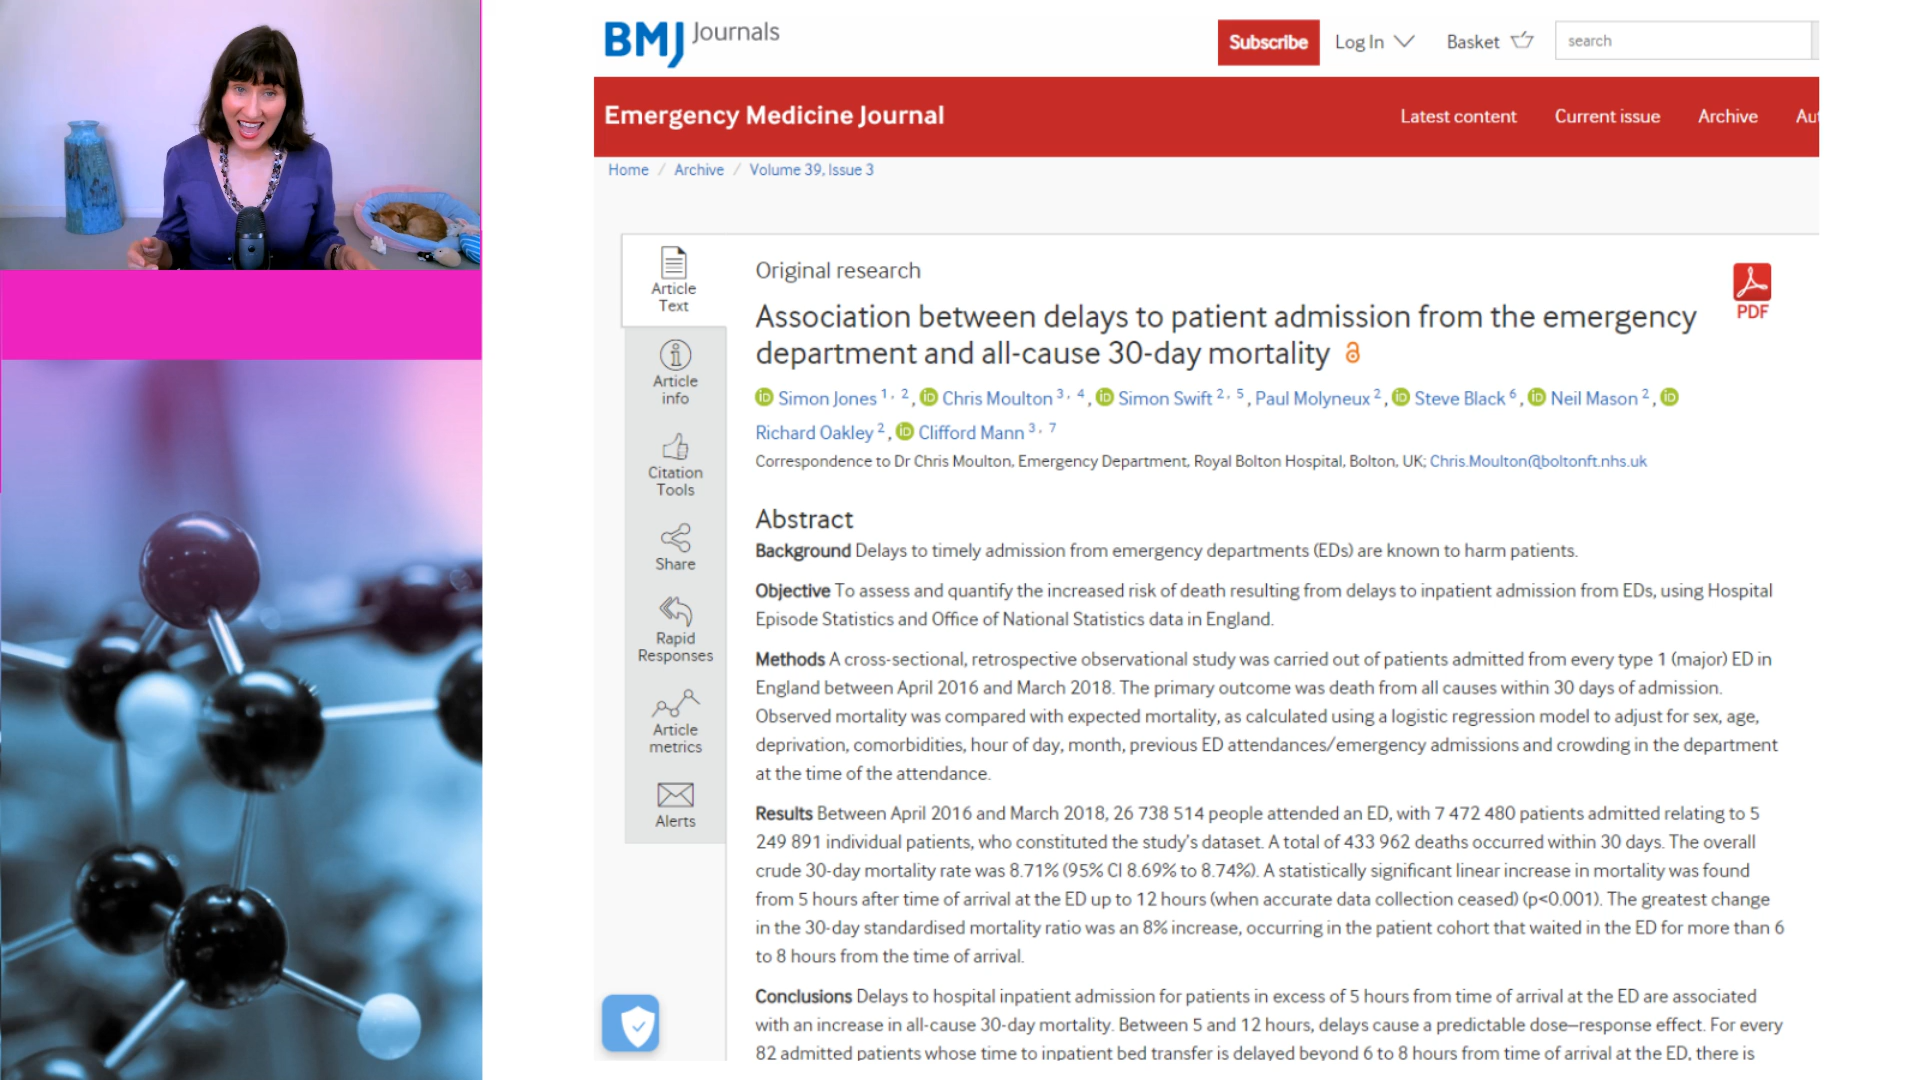 BMJ Journals
Subscribe Log In Basket search
Emergency Medicine Journal
Latest content Current issue Archive Au
Home / Archive / Volume 39, Issue 3
Article
Text
Article
info
Citation
Tools
Share
Rapid
Responses
Article
metrics
Alerts
Original research
PDF
Association between delays to patient admission from the emergency
department and all-cause 30-day mortality
Simon Jones 1, 2, Chris Moulton 3, 4, Simon Swift 2, 5, Paul Molyneux 2, Steve Black 6, Neil Mason 2,
Richard Oakley 2, Clifford Mann 3, 7
Correspondence to Dr Chris Moulton, Emergency Department, Royal Bolton Hospital, Bolton, UK; Chris.Moulton@boltonft.nhs.uk
Abstract
Background Delays to timely admission from emergency departments (EDs) are known to harm patients.
Objective To assess and quantify the increased risk of death resulting from delays to inpatient admission from EDs, using Hospital
Episode Statistics and Office of National Statistics data in England.
Methods A cross-sectional, retrospective observational study was carried out of patients admitted from every type 1 (major) ED in
England between April 2016 and March 2018. The primary outcome was death from all causes within 30 days of admission.
Observed mortality was compared with expected mortality, as calculated using a logistic regression model to adjust for sex, age,
deprivation, comorbidities, hour of day, month, previous ED attendances/emergency admissions and crowding in the department
at the time of the attendance.
Results Between April 2016 and March 2018, 26 738 514 people attended an ED, with 7 472 480 patients admitted relating to 5
249 891 individual patients, who constituted the study's dataset. A total of 433 962 deaths occurred within 30 days. The overall
crude 30-day mortality rate was 8.71% (95% CI 8.69% to 8.74%). A statistically significant linear increase in mortality was found
from 5 hours after time of arrival at the ED up to 12 hours (when accurate data collection ceased) (p<0.001). The greatest change
in the 30-day standardised mortality ratio was an 8% increase, occurring in the patient cohort that waited in the ED for more than 6
to 8 hours from the time of arrival.
Conclusions Delays to hospital inpatient admission for patients in excess of 5 hours from time of arrival at the ED are associated
with an increase in all-cause 30-day mortality. Between 5 and 12 hours, delays cause a predictable dose–response effect. For every
82 admitted patients whose time to inpatient bed transfer is delayed beyond 6 to 8 hours from time of arrival at the ED, there is